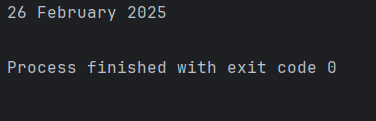 26 February 2025
Process finished with exit code 0